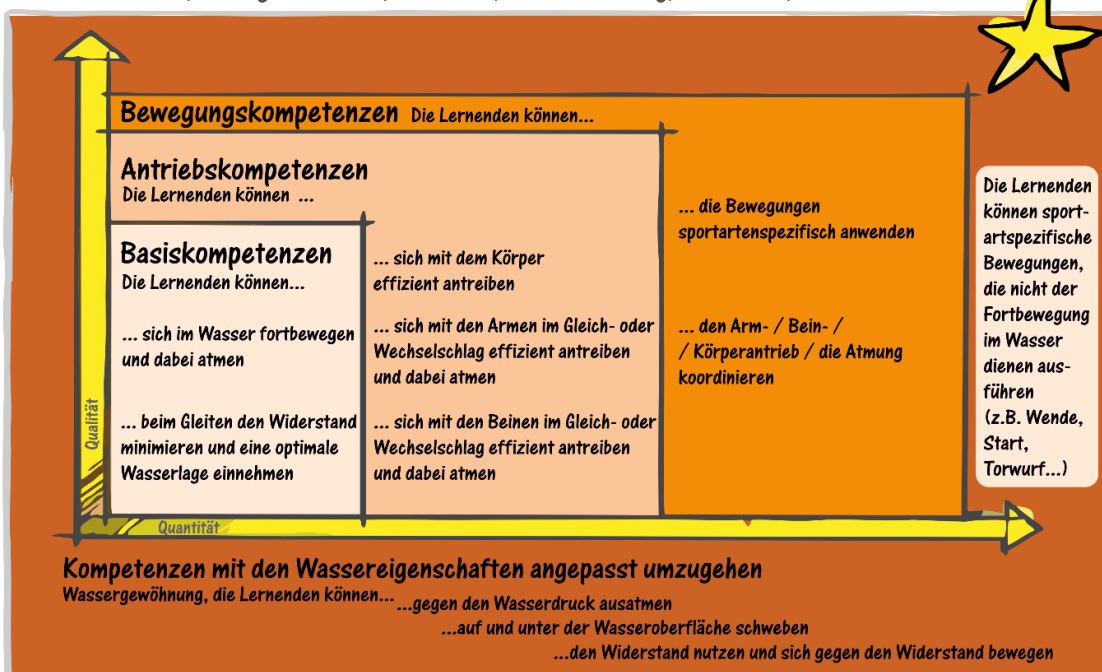 Bewegungskompetenzen Die Lernenden können...
Antriebskompetenzen
Die Lernenden können ...
Basiskompetenzen
Die Lernenden können...
... sich im Wasser fortbewegen
und dabei atmen
... beim Gleiten den Widerstand
minimieren und eine optimale
Wasserlage einnehmen
... sich mit dem Körper
effizient antreiben
... sich mit den Armen im Gleich- oder
Wechselschlag effizient antreiben
und dabei atmen
... sich mit den Beinen im Gleich- oder
Wechselschlag effizient antreiben
und dabei atmen
... die Bewegungen
sportartenspezifisch anwenden
... den Arm- / Bein- /
/ Körperantrieb / die Atmung
koordinieren
Die Lernenden
können sport-
artspezifische
Bewegungen,
die nicht der
Fortbewegung
im Wasser
dienen aus-
führen
(z.B. Wende,
Start,
Torwurf...)
Qualität
Quantität
Kompetenzen mit den Wassereigenschaften angepasst umzugehen
Wassergewöhnung, die Lernenden können...
...gegen den Wasserdruck ausatmen
...auf und unter der Wasseroberfläche schweben
...den Widerstand nutzen und sich gegen den Widerstand bewegen